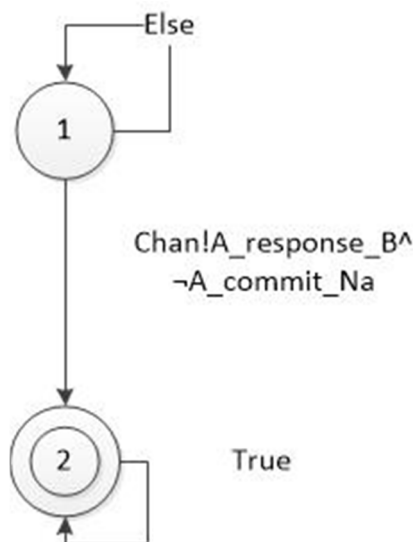 Else
1
Chan!A_response_B^
¬A_commit_Na
2
True